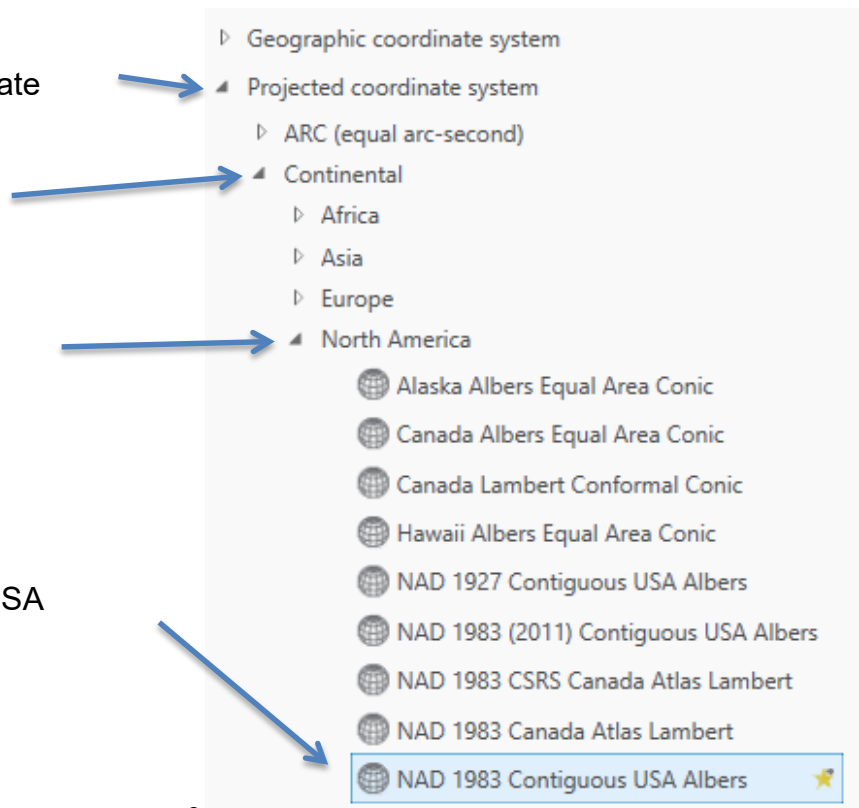 Geographic coordinate system
ate
Projected coordinate system
ARC (equal arc-second)
Continental
Africa
Asia
Europe
North America
Alaska Albers Equal Area Conic
Canada Albers Equal Area Conic
Canada Lambert Conformal Conic
Hawaii Albers Equal Area Conic
NAD 1927 Contiguous USA Albers
SA
NAD 1983 (2011) Contiguous USA Albers
NAD 1983 CSRS Canada Atlas Lambert
NAD 1983 Canada Atlas Lambert
NAD 1983 Contiguous USA Albers